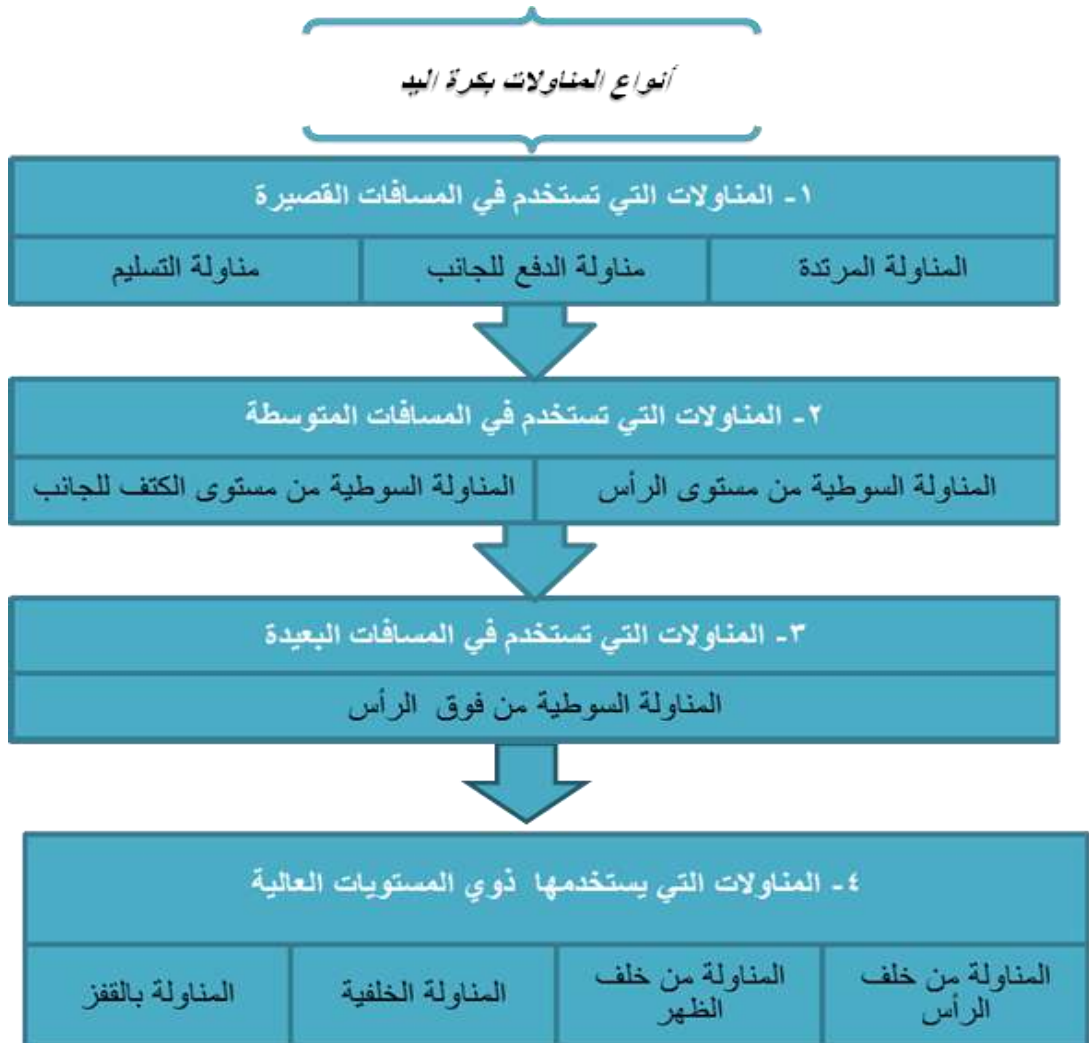 أنواع المناولات بكرة اليد
١- المناولات التي تستخدم في المسافات القصيرة
المناولة المرتدة
مناولة الدفع للجانب
مناولة التسليم
٢- المناولات التي تستخدم في المسافات المتوسطة
المناولة السوطية من مستوى الرأس
المناولة السوطية من مستوى الكتف للجانب
٣- المناولات التي تستخدم في المسافات البعيدة
المناولة السوطية من فوق الرأس
٤- المناولات التي يستخدمها ذوي المستويات العالية
المناولة من خلف
الرأس
المناولة من خلف
الظهر
المناولة الخلفية
المناولة بالقفز